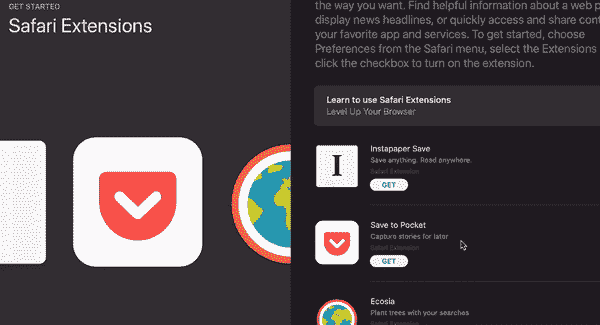 GET STARTED
Safari Extensions
the way you want. Find helpful information about a web p
display news headlines, or quickly access and share cont
your favorite app and services. To get started, choose
Preferences from the Safari menu, select the Extensions
click the checkbox to turn on the extension.
Learn to use Safari Extensions
Level Up Your Browser
I
Instapaper Save
Save anything. Read anywhere.
Safari Extension
GET
Save to Pocket
Capture stories for later
Safari Extension
GET
Ecosia
Plant trees with your searches
Safari Extension